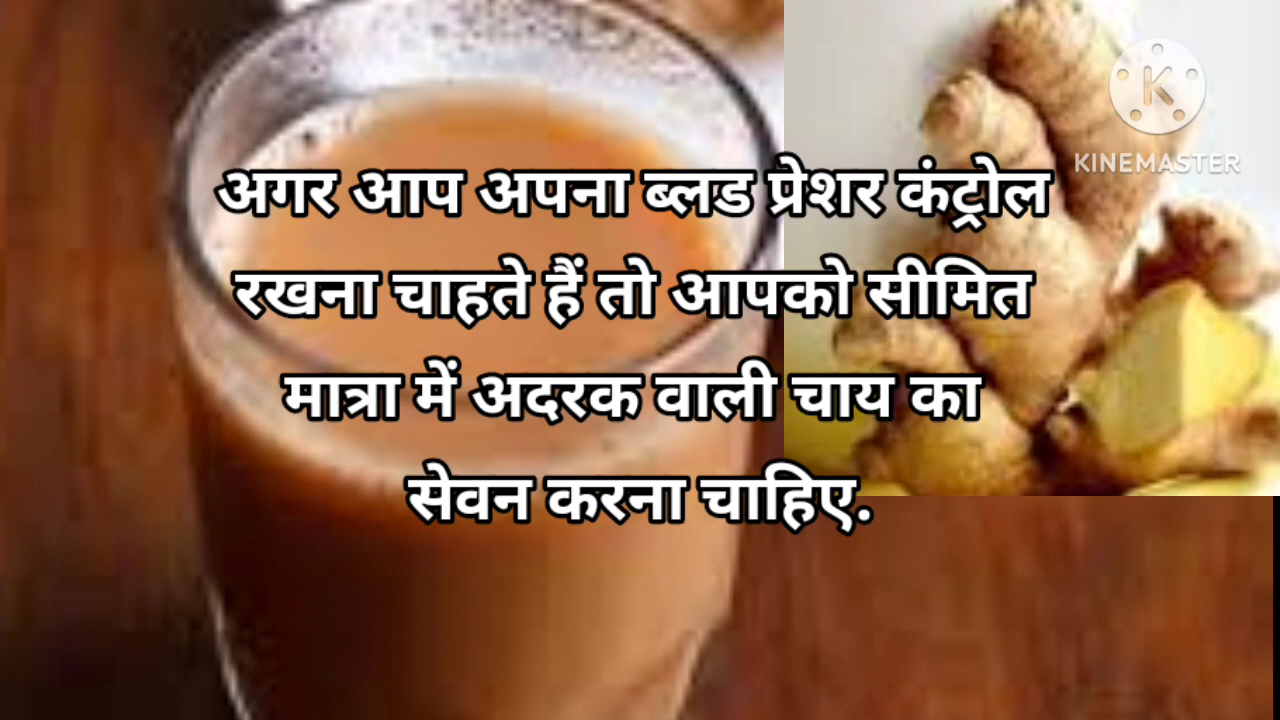 KINEMASTER
अगर आप अपना ब्लड प्रेशर कंट्रोल
रखना चाहते हैं तो आपको सीमित
मात्रा में अदरक वाली चाय का
सेवन करना चाहिए.